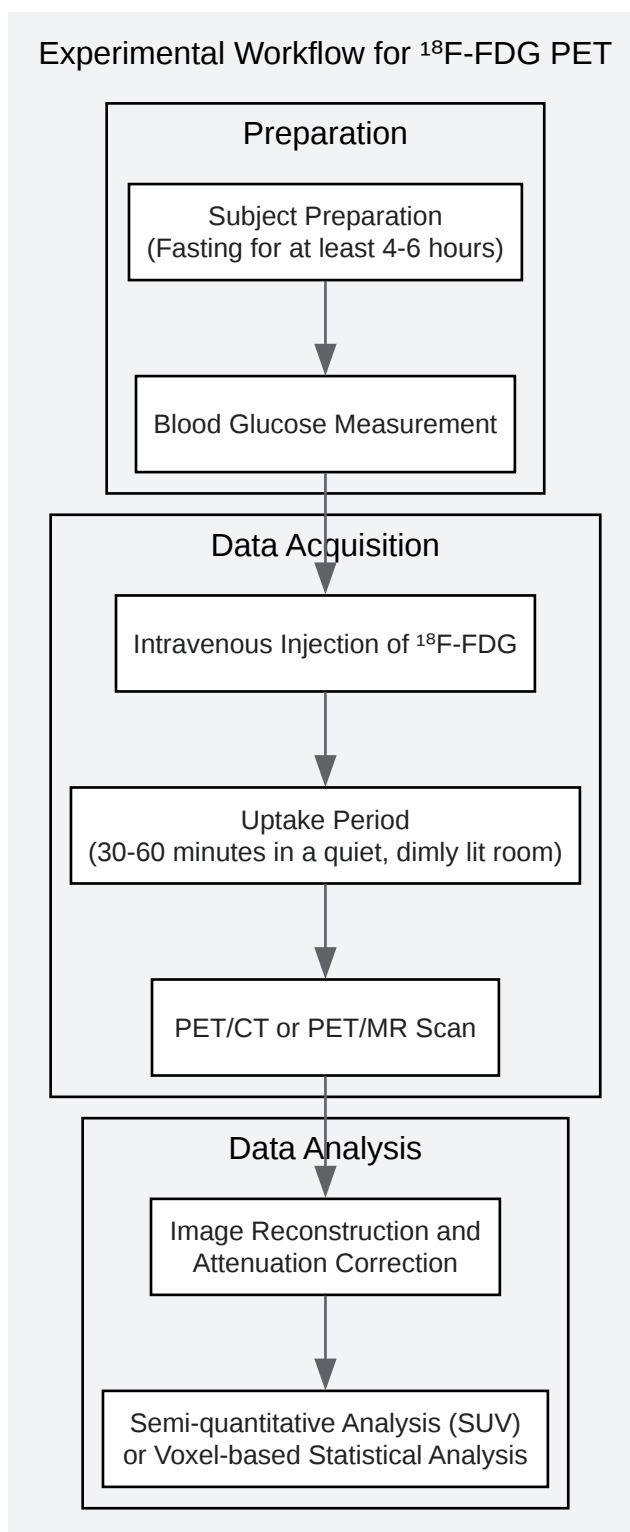 Experimental Workflow for ¹⁸F-FDG PET
Preparation
Subject Preparation
(Fasting for at least 4-6 hours)
Blood Glucose Measurement
Data Acquisition
Intravenous Injection of ¹⁸F-FDG
Uptake Period
(30-60 minutes in a quiet, dimly lit room)
PET/CT or PET/MR Scan
Data Analysis
Image Reconstruction and
Attenuation Correction
Semi-quantitative Analysis (SUV)
or Voxel-based Statistical Analysis